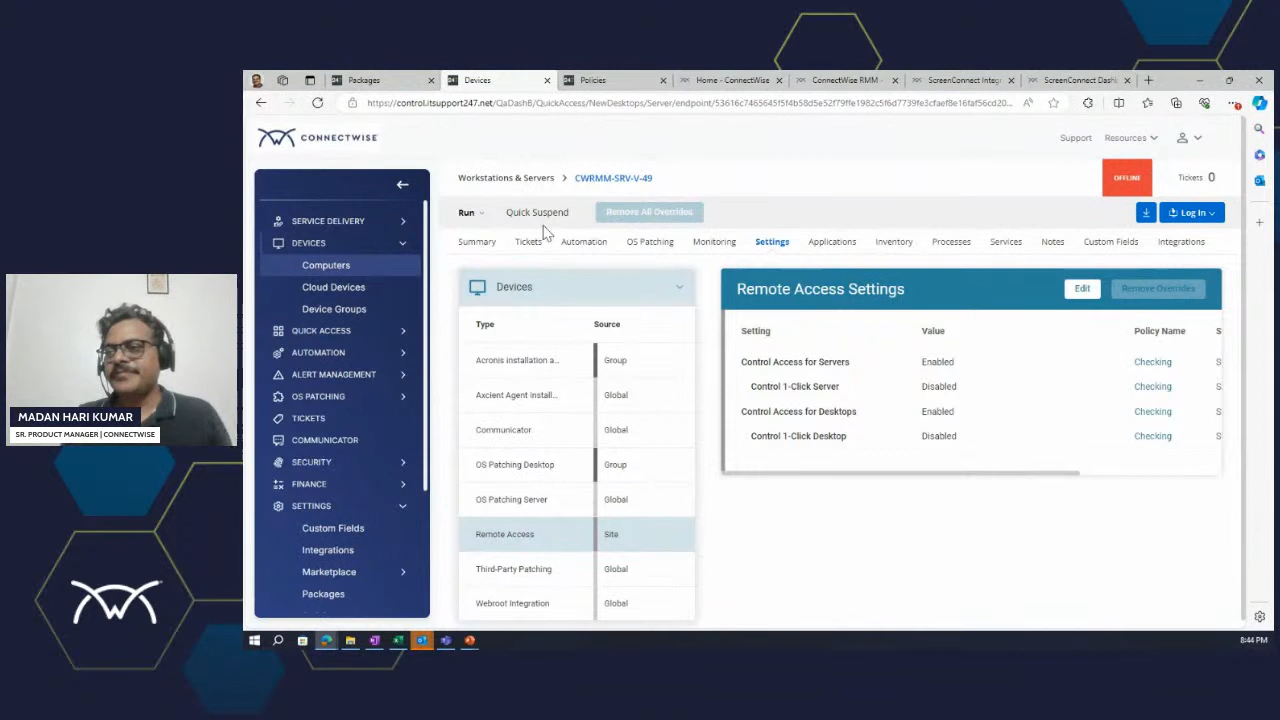 Packages
Devices
Policies
Home - ConnectWise
ConnectWise RMM -
ScreenConnect Integ
ScreenConnect Dash
CONNECTWISE
Support
Resources
Workstations & Servers > CWRMM-SRV-V-49
OFFLINE
Tickets 0
Run
Quick Suspend
Remove All Overrides
Log In
Summary
Tickets
Automation
OS Patching
Monitoring
Settings
Applications
Inventory
Processes
Services
Notes
Custom Fields
Integrations
SERVICE DELIVERY
DEVICES
Computers
Cloud Devices
Device Groups
QUICK ACCESS
AUTOMATION
ALERT MANAGEMENT
OS PATCHING
TICKETS
COMMUNICATOR
SECURITY
FINANCE
SETTINGS
Custom Fields
Integrations
Marketplace
Packages
Devices
Type Source
Acronis installation a... Group
Axcient Agent Install... Global
Communicator Global
OS Patching Desktop Group
OS Patching Server Global
Remote Access Site
Third-Party Patching Global
Webroot Integration Global
Remote Access Settings
Edit
Remove Overrides
Setting Value Policy Name S
Control Access for Servers Enabled Checking S
Control 1-Click Server Disabled Checking S
Control Access for Desktops Enabled Checking S
Control 1-Click Desktop Disabled Checking S
MADAN HARI KUMAR
SR. PRODUCT MANAGER | CONNECTWISE
8:44 PM